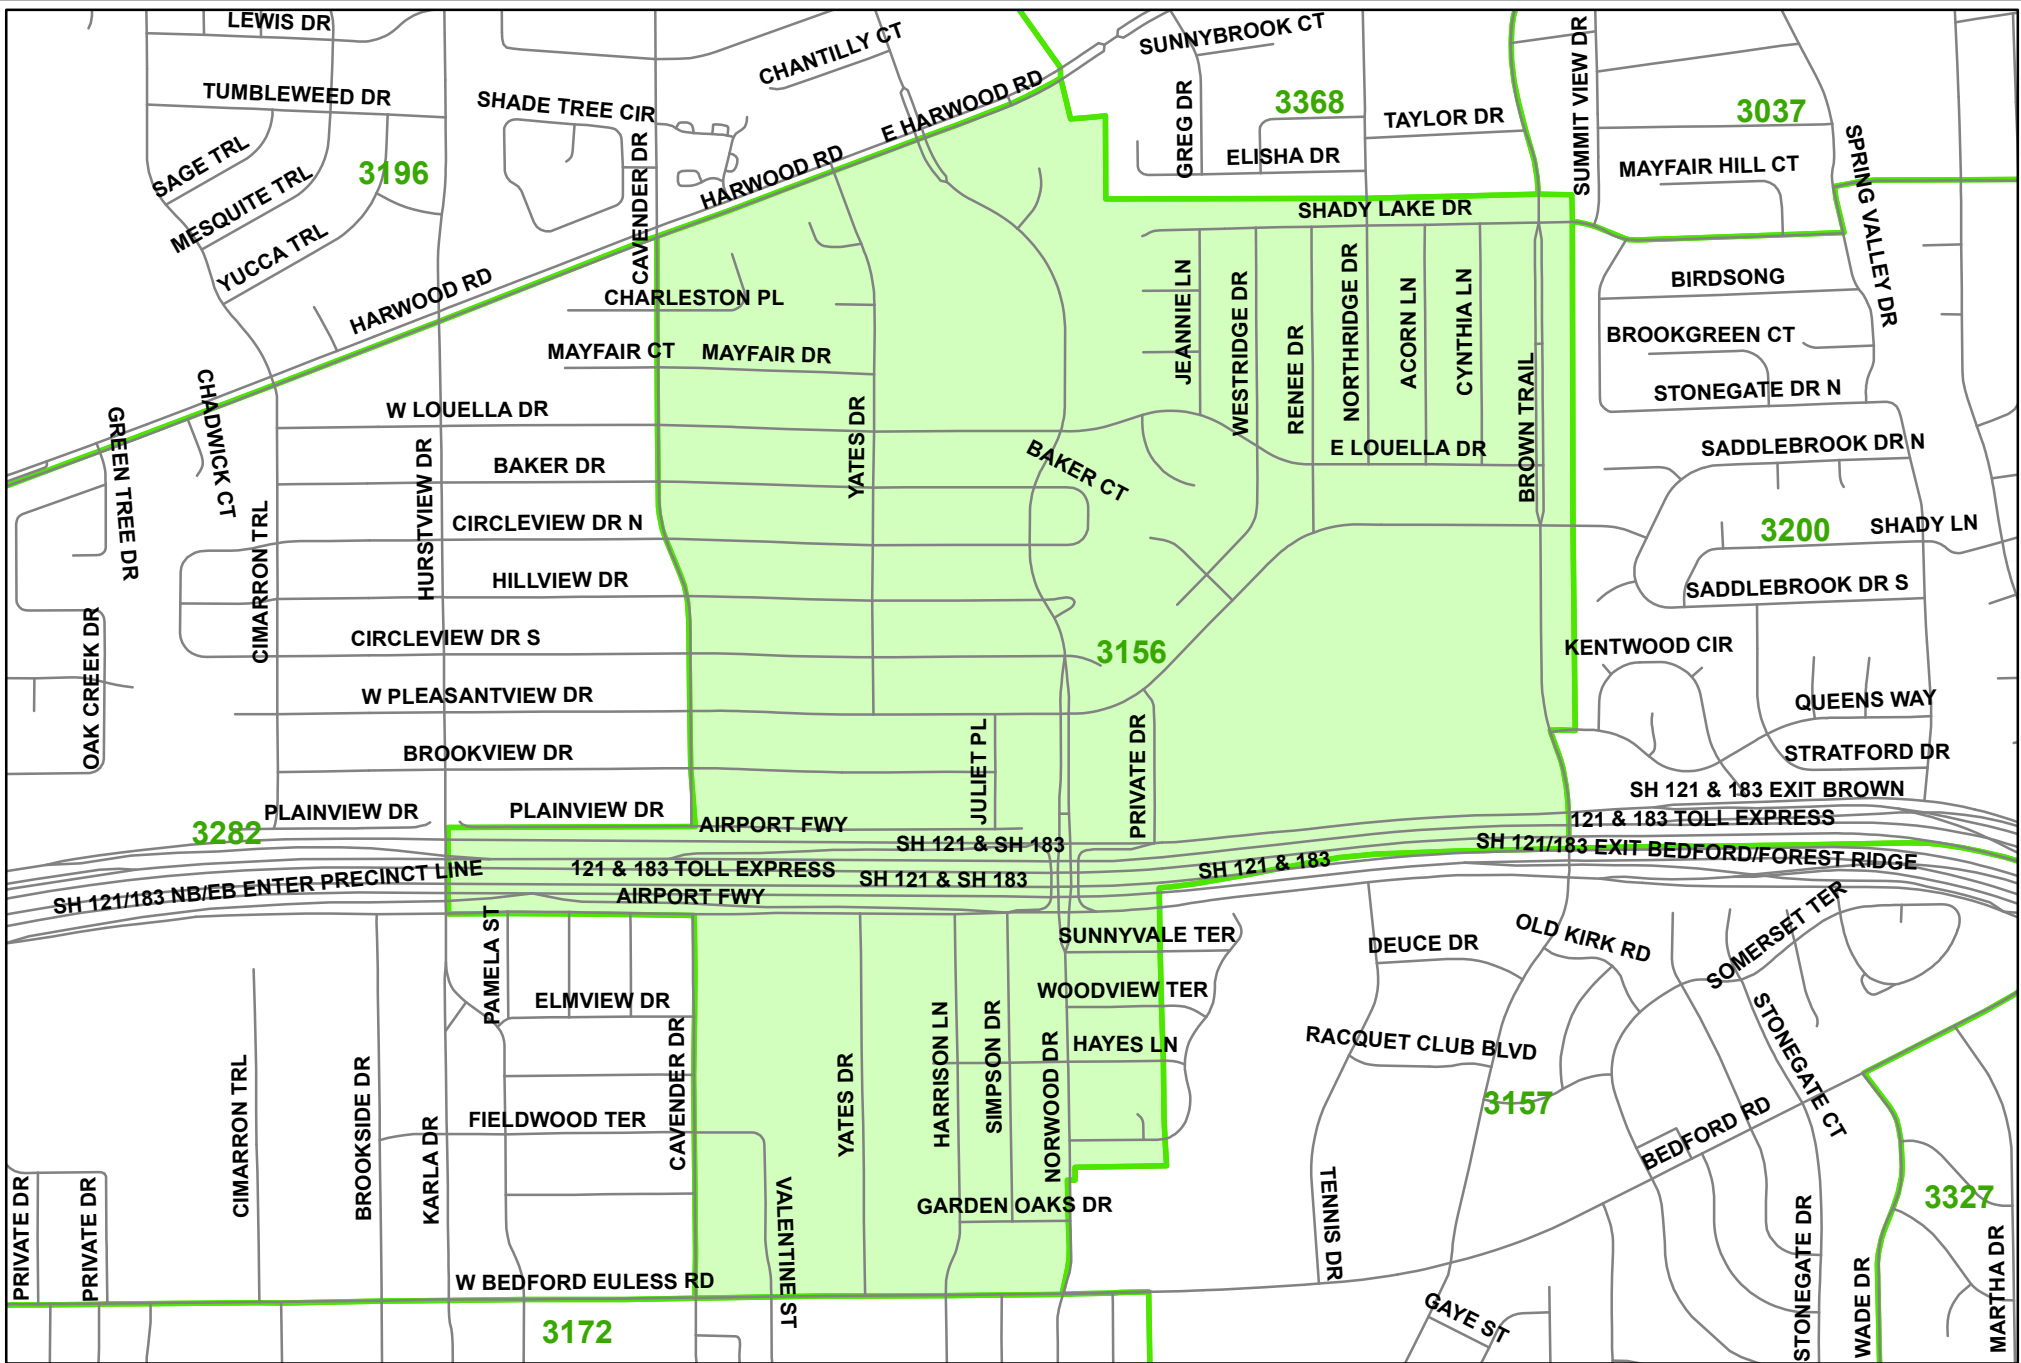 LEWIS DR
CHANTILLY CT
SUNNYBROOK CT
SUMMIT VIEW DR
TUMBLEWEED DR
SHADE TREE CIR
E HARWOOD RD
GREG DR
3368
TAYLOR DR
3037
SAGE TRL
3196
CAVENDER DR
HARWOOD RD
ELISHA DR
MAYFAIR HILL CT
SPRING VALLEY DR
MESQUITE TRL
YUCCA TRL
SHADY LAKE DR
HARWOOD RD
CHARLESTON PL
JEANNIE LN
WESTRIDGE DR
RENEE DR
NORTHRIDGE DR
ACORN LN
CYNTHIA LN
BROWN TRAIL
BIRDSONG
BROOKGREEN CT
MAYFAIR CT
MAYFAIR DR
STONEGATE DR N
CHADWICK CT
GREEN TREE DR
W LOUELLA DR
YATES DR
E LOUELLA DR
SADDLEBROOK DR N
BAKER DR
BAKER CT
HURSTVIEW DR
CIMARRON TRL
CIRCLEVIEW DR N
3200
SHADY LN
HILLVIEW DR
SADDLEBROOK DR S
OAK CREEK DR
CIRCLEVIEW DR S
3156
KENTWOOD CIR
W PLEASANTVIEW DR
QUEENS WAY
JULIET PL
PRIVATE DR
BROOKVIEW DR
STRATFORD DR
SH 121 & 183 EXIT BROWN
PLAINVIEW DR
PLAINVIEW DR
3282
AIRPORT FWY
121 & 183 TOLL EXPRESS
SH 121 & SH 183
SH 121/183 EXIT BEDFORD/FOREST RIDGE
SH 121/183 NB/EB ENTER PRECINCT LINE
121 & 183 TOLL EXPRESS
SH 121 & SH 183
SH 121 & 183
AIRPORT FWY
PAMELA ST
SUNNYVALE TER
DEUCE DR
OLD KIRK RD
SOMERSET TER
ELMVIEW DR
WOODVIEW TER
STONEGATE CT
CIMARRON TRL
BROOKSIDE DR
KARLA DR
CAVENDER DR
YATES DR
HARRISON LN
SIMPSON DR
NORWOOD DR
HAYES LN
RACQUET CLUB BLVD
FIELDWOOD TER
3157
BEDFORD RD
PRIVATE DR
PRIVATE DR
VALENTINE ST
GARDEN OAKS DR
TENNIS DR
STONEGATE DR
WADE DR
3327
MARTHA DR
W BEDFORD EULESS RD
3172
GAYE ST